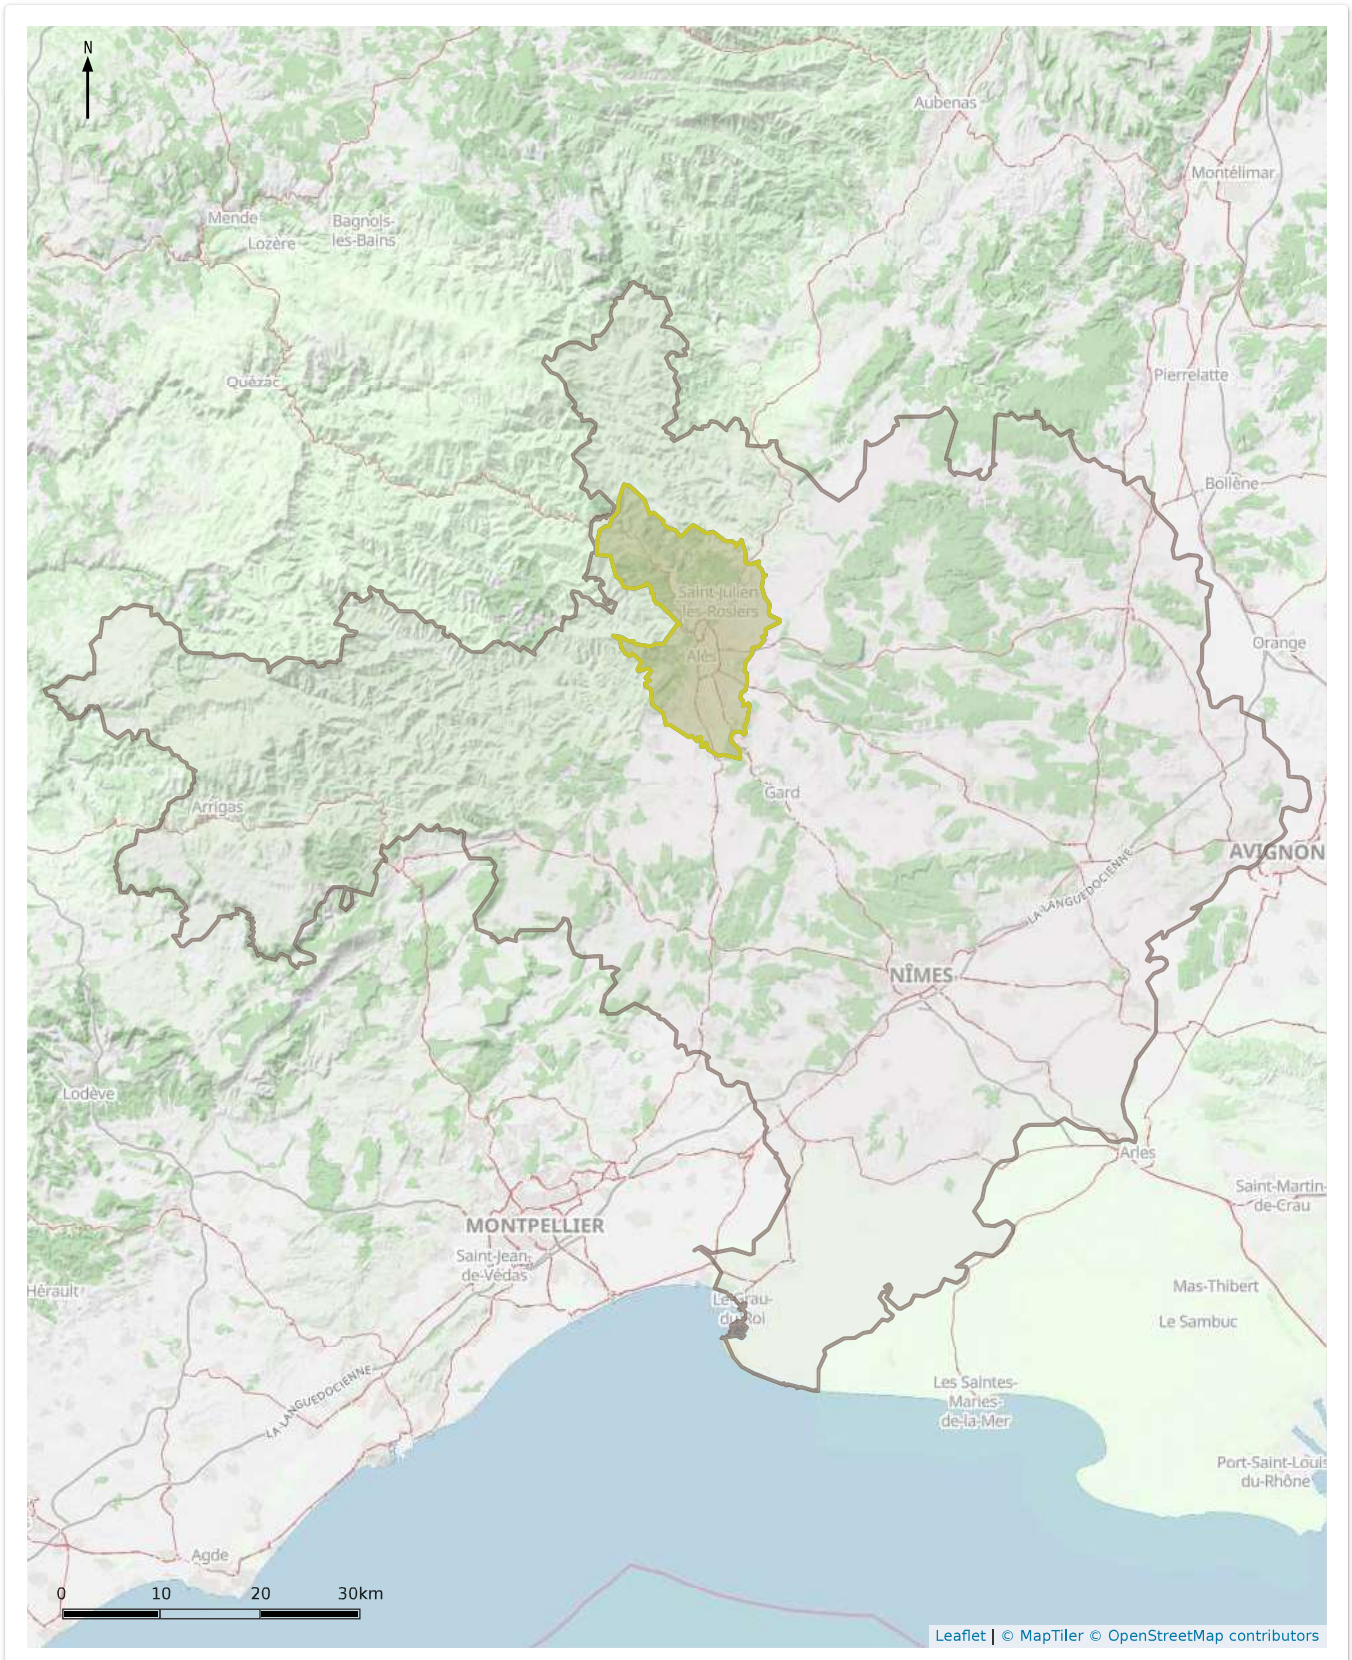 N
Aubenas
Montélimar
Mende
Bagnols-
les-Bains
Lozère
Quézac
Pierrelatte
Bollène
Saint-Julien
les-Rosiers
Orange
Alès
Gard
Arrigas
AVIGNON
LA LANGUEDOCIENNE
NÎMES
Lodève
Arles
Saint-Martin-
de-Crau
MONTPELLIER
Saint-Jean-
de-Védas
Hérault
Mas-Thibert
Le Grau-
du-Roi
Le Sambuc
Les Saintes-
Maries-
de-la-Mer
LA LANGUEDOCIENNE
Port-Saint-Louis
du-Rhône
Agde
0 10 20 30km
Leaflet | © MapTiler © OpenStreetMap contributors